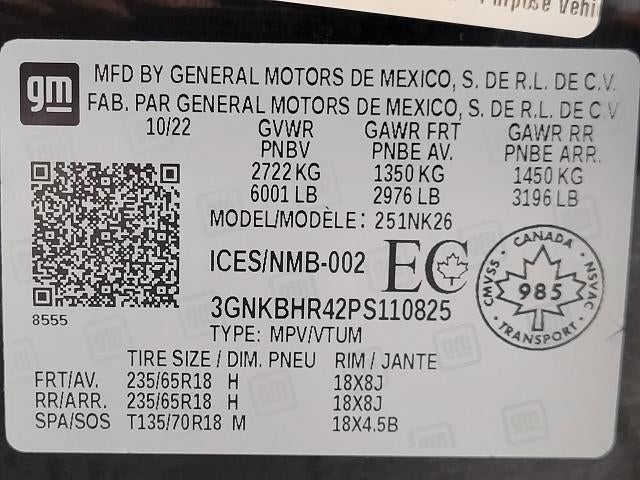 Purpose Vehi
gm
MFD BY GENERAL MOTORS DE MEXICO, S. DE R.L. DE C.V.
FAB. PAR GENERAL MOTORS DE MEXICO, S. DE R.L. DE C.V
10/22 GVWR GAWR FRT GAWR RR
PNBV PNBE AV. PNBE ARR.
2722 KG 1350 KG 1450 KG
6001 LB 2976 LB 3196 LB
MODEL/MODÈLE: 251NK26
ICES/NMB-002 EC
CANADA
CMVSS 985 NSVAC
TRANSPORT
8555
3GNKBHR42PS110825
TYPE: MPV/VTUM
TIRE SIZE / DIM. PNEU RIM / JANTE
FRT/AV. 235/65R18 H 18X8J
RR/ARR. 235/65R18 H 18X8J
SPA/SOS T135/70R18 M 18X4.5B